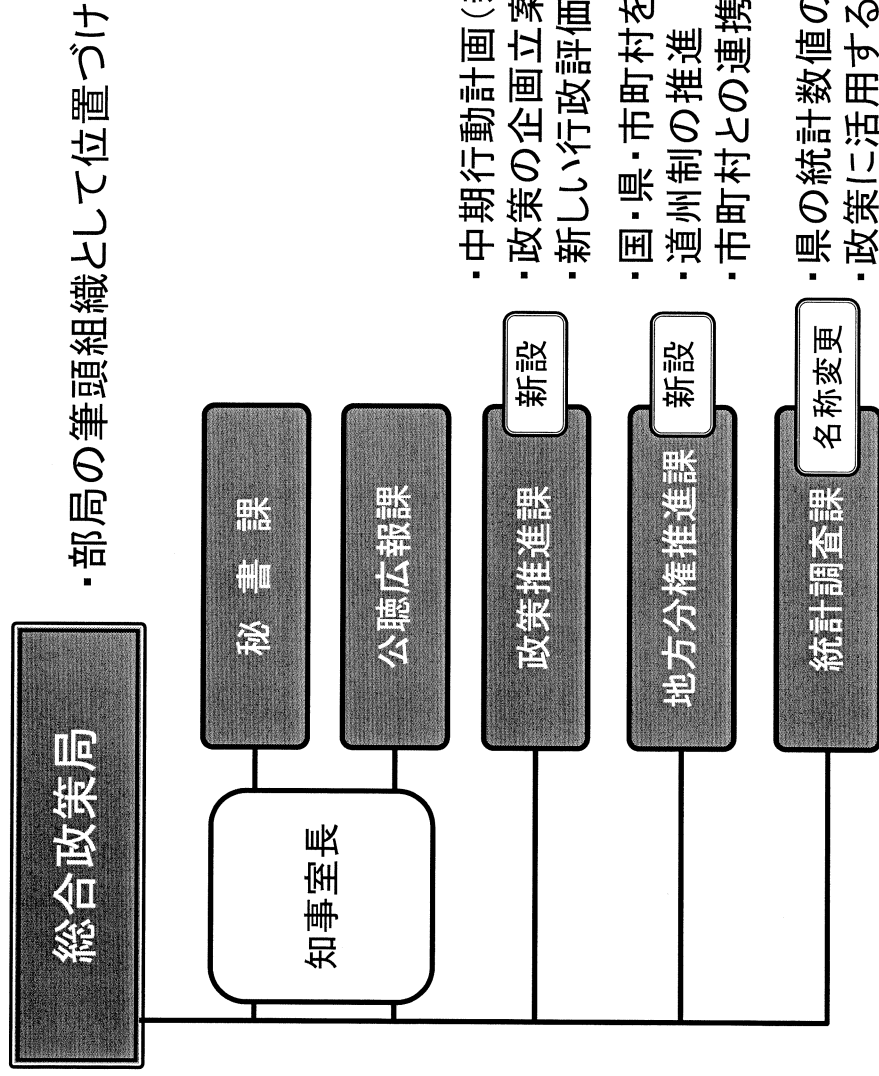 総合政策局
・部局の筆頭組織として位置づけ
知事室長
秘書課
公聴広報課
政策推進課
新設
・中期行動計画(
・政策の企画立案
・新しい行政評価
地方分権推進課
新設
・国・県・市町村を
・道州制の推進
・市町村との連携
統計調査課
名称変更
・県の統計数値の
・政策に活用する